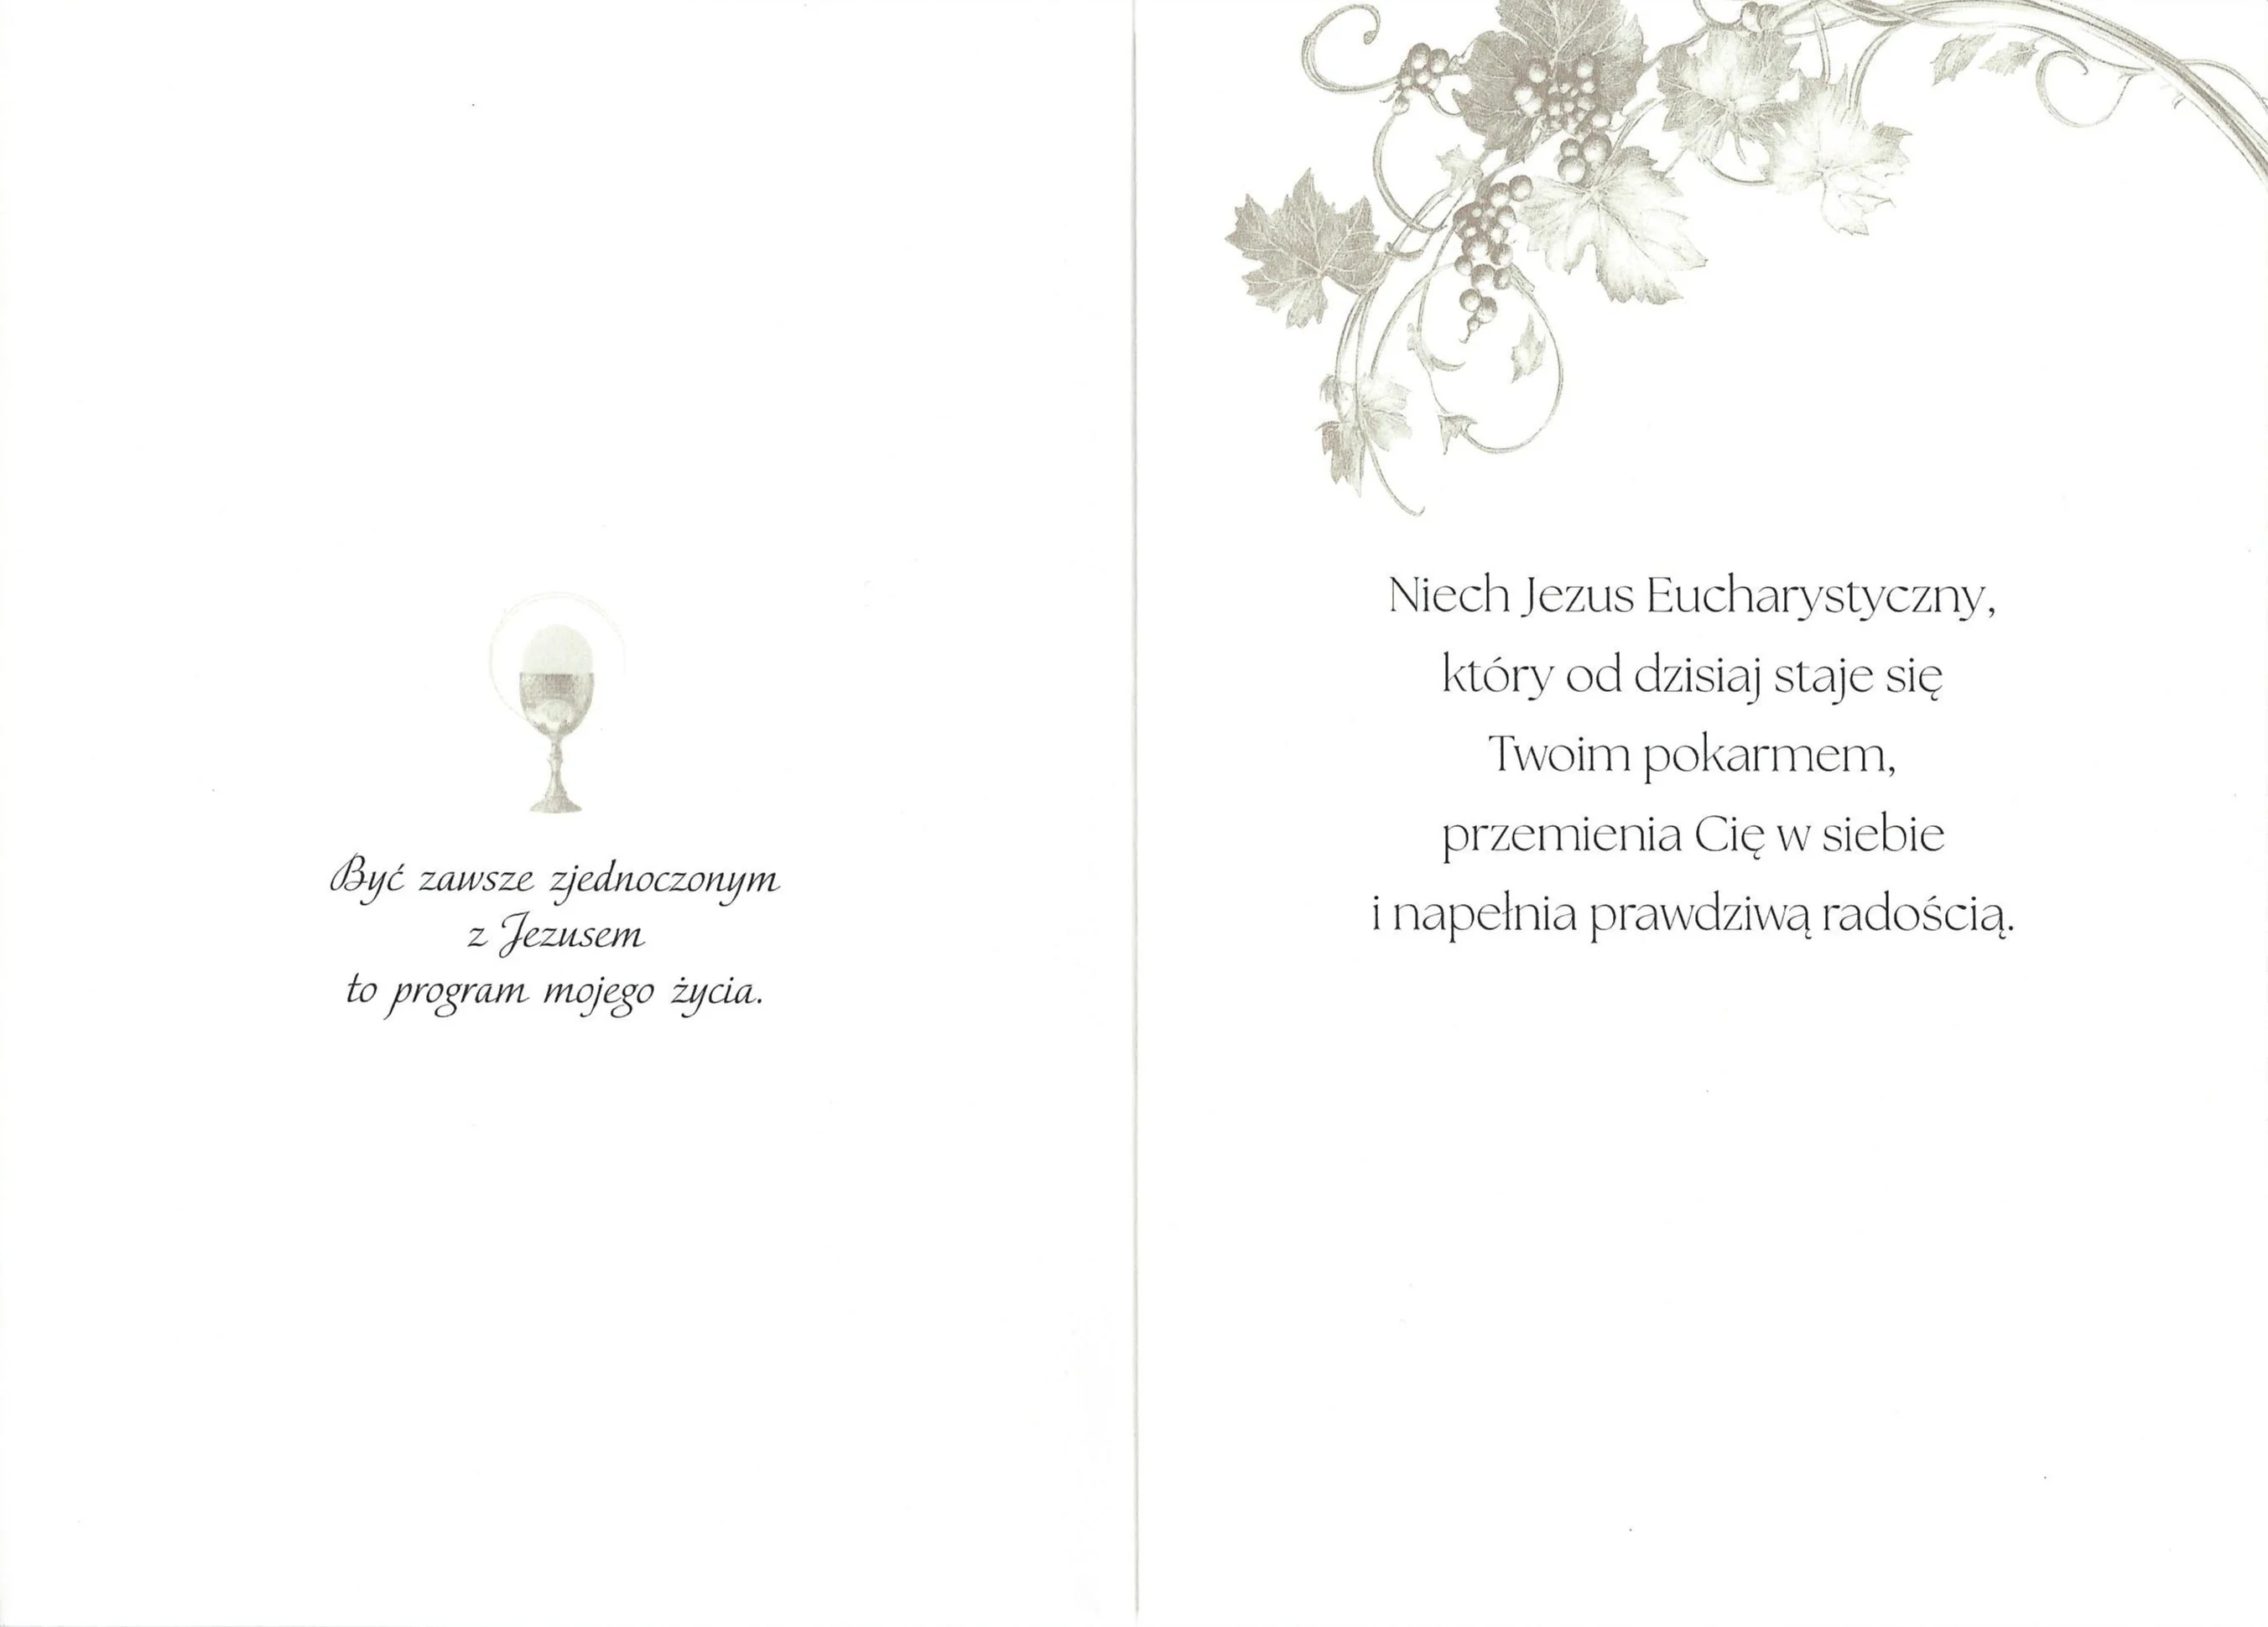 Być zawsze zjednoczonym
z Jezusem
to program mojego życia.
Niech Jezus Eucharystyczny,
który od dzisiaj staje się
Twoim pokarmem,
przemienia Cię w siebie
i napełnia prawdziwą radością.